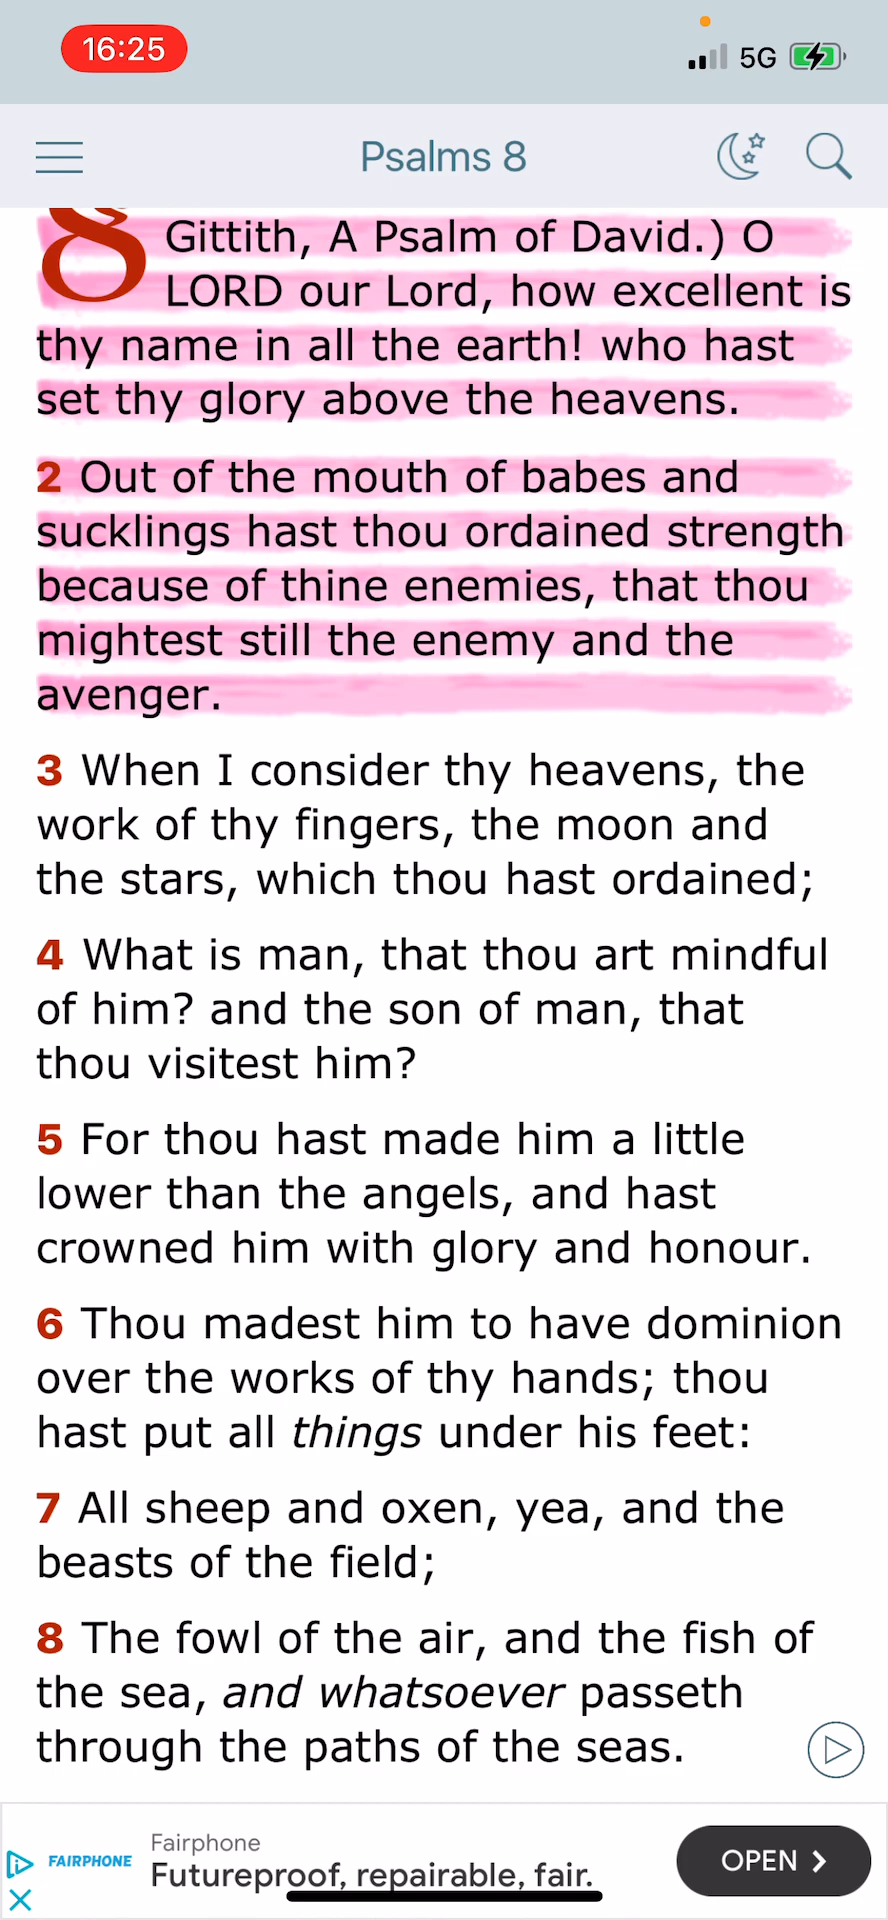 16:25
5G
Psalms 8
8 Gittith, A Psalm of David.) O
LORD our Lord, how excellent is
thy name in all the earth! who hast
set thy glory above the heavens.
2 Out of the mouth of babes and
sucklings hast thou ordained strength
because of thine enemies, that thou
mightest still the enemy and the
avenger.
3 When I consider thy heavens, the
work of thy fingers, the moon and
the stars, which thou hast ordained;
4 What is man, that thou art mindful
of him? and the son of man, that
thou visitest him?
5 For thou hast made him a little
lower than the angels, and hast
crowned him with glory and honour.
6 Thou madest him to have dominion
over the works of thy hands; thou
hast put all things under his feet:
7 All sheep and oxen, yea, and the
beasts of the field;
8 The fowl of the air, and the fish of
the sea, and whatsoever passeth
through the paths of the seas.
FAIRPHONE
Fairphone
Futureproof, repairable, fair.
OPEN